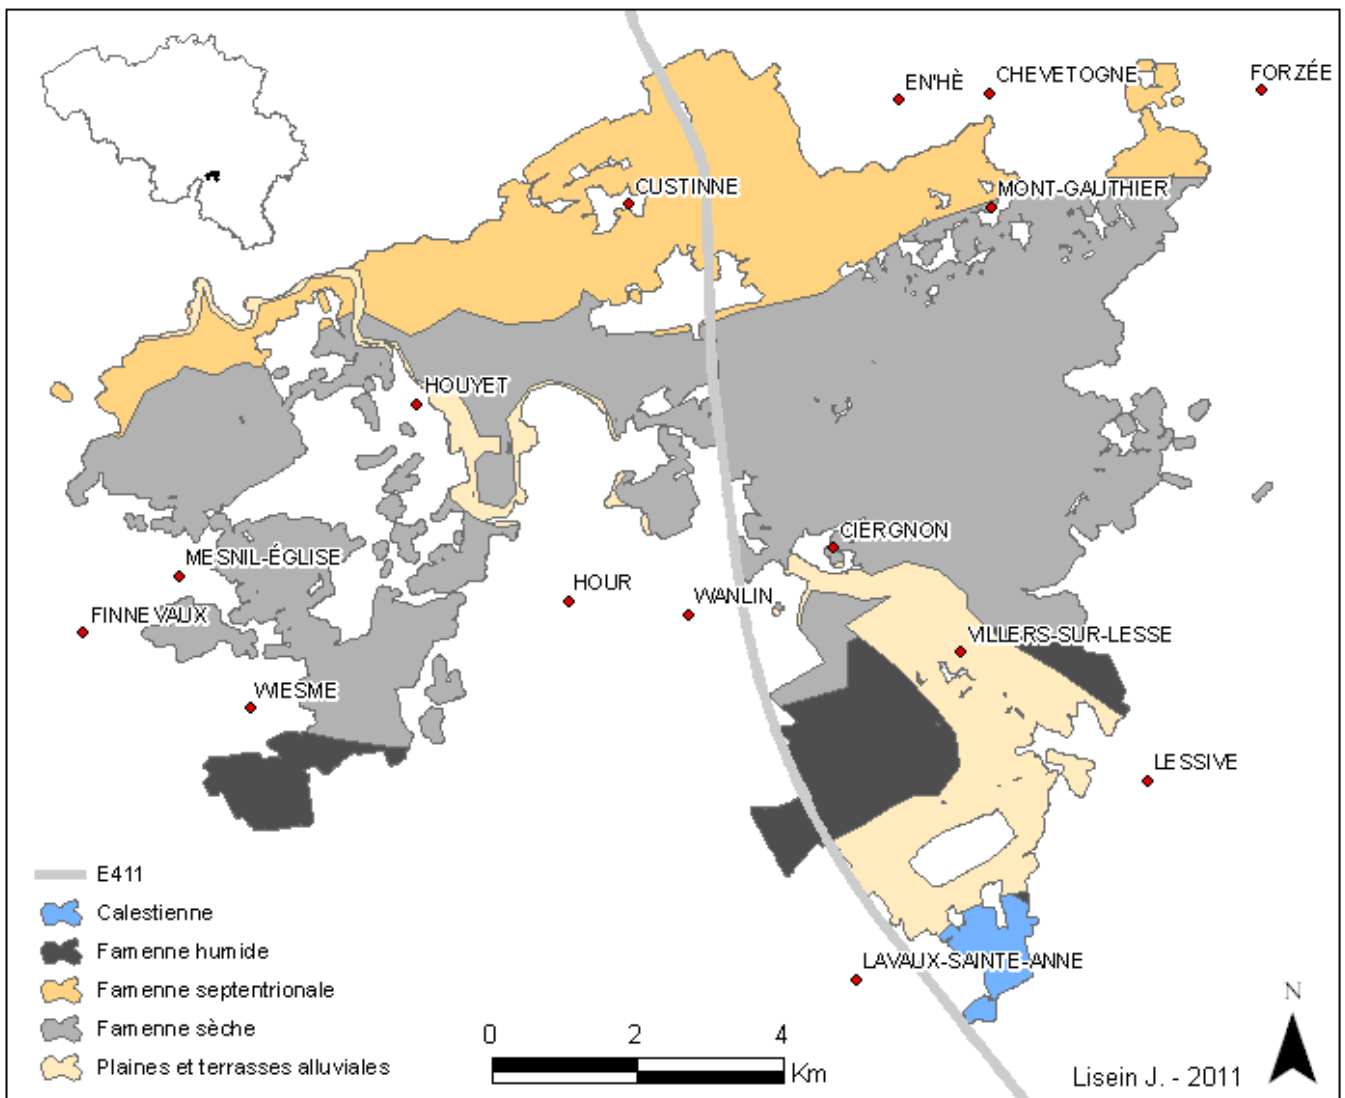 FORZÉE
CHEVETOGNE
EN'HÈ
CUSTINNE
MONT-GAUTHIER
HOUYET
CIERGNON
MESNIL-ÉGLISE
HOUR
WANLIN
FINNEVAUX
VILLERS-SUR-LESSE
WIESME
LESSIVE
LAVAUX-SAINTE-ANNE
E411
Calestienne
Famenne humide
Famenne septentrionale
Famenne sèche
Plaines et terrasses alluviales
0 2 4
Km
N
Lisein J. - 2011